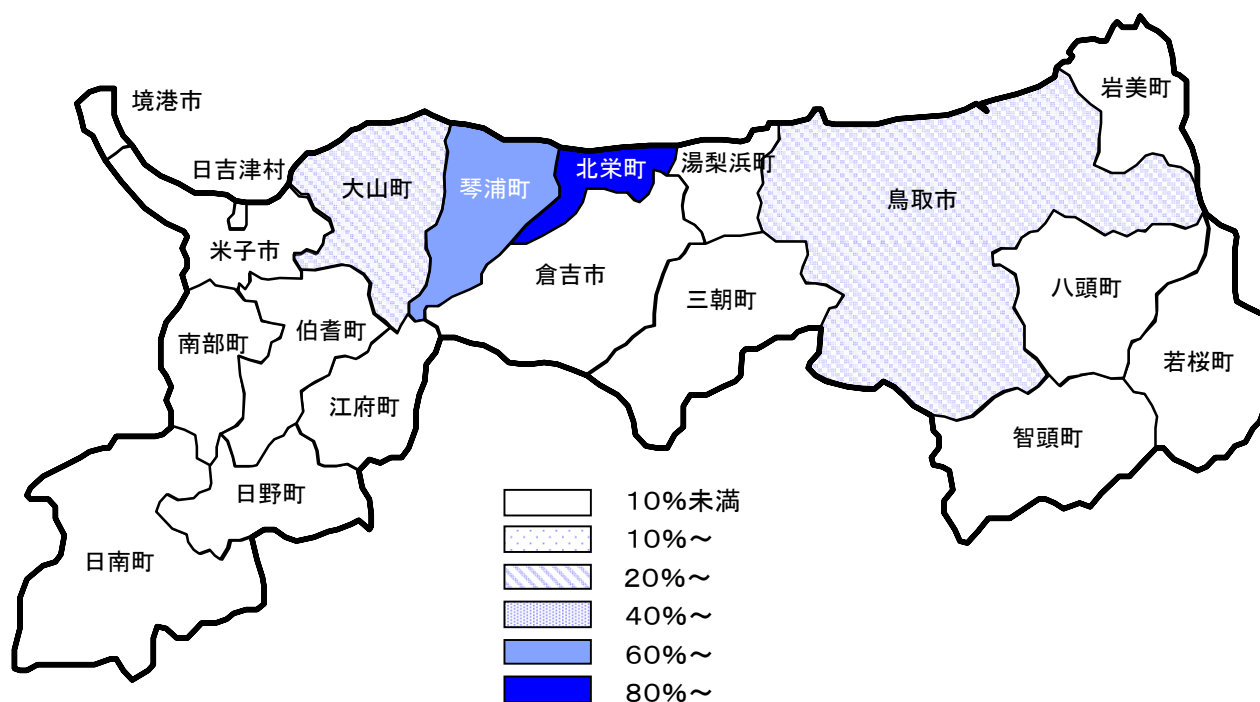 岩美町
境港市
日吉津村
大山町
琴浦町
北栄町
湯梨浜町
鳥取市
米子市
倉吉市
三朝町
八頭町
南部町
伯耆町
若桜町
江府町
智頭町
日野町
日南町
10%未満
10%～
20%～
40%～
60%～
80%～